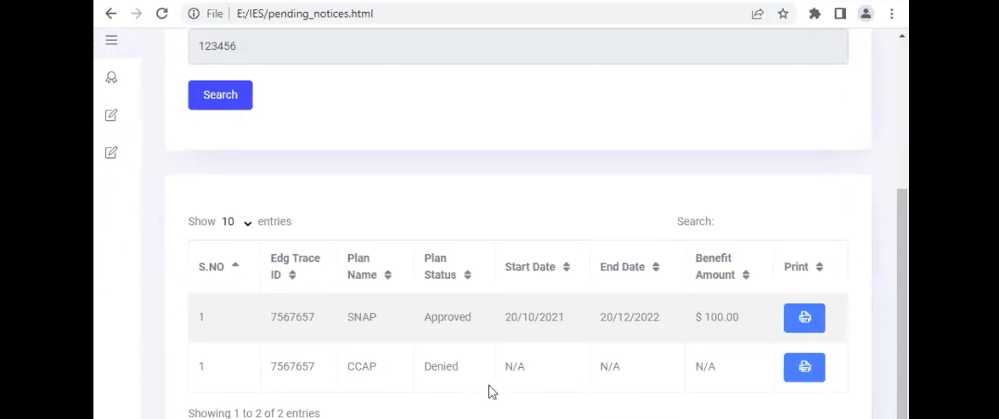 File | E:/IES/pending_notices.html
123456
Search
Show 10 entries Search:
S.NO Edg Trace ID Plan Name Plan Status Start Date End Date Benefit Amount Print
1 7567657 SNAP Approved 20/10/2021 20/12/2022 $ 100.00
1 7567657 CCAP Denied N/A N/A N/A
Showing 1 to 2 of 2 entries